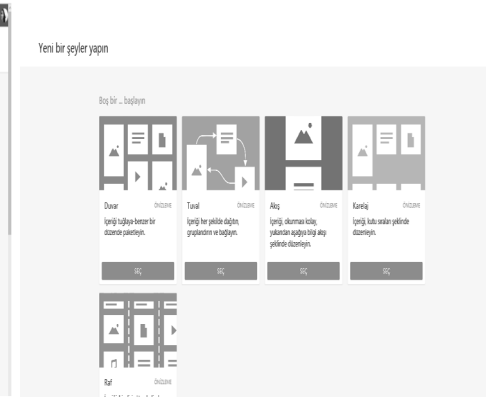 Yeni bir şeyler yapın
Boş bir ... başlayın
Duvar ÖNİZLEME
İçeriği tuğlaya-benzer bir
düzende paketleyin.
SEÇ
Tuval ÖNİZLEME
İçeriği her şekilde dağıtın,
gruplandırın ve bağlayın.
SEÇ
Akış ÖNİZLEME
İçeriği, okunması kolay,
yukarıdan aşağıya bilgi akışı
şeklinde düzenleyin.
SEÇ
Karelaj ÖNİZLEME
İçeriği, kutu sıraları şeklinde
düzenleyin.
SEÇ
Raf ÖNİZLEME